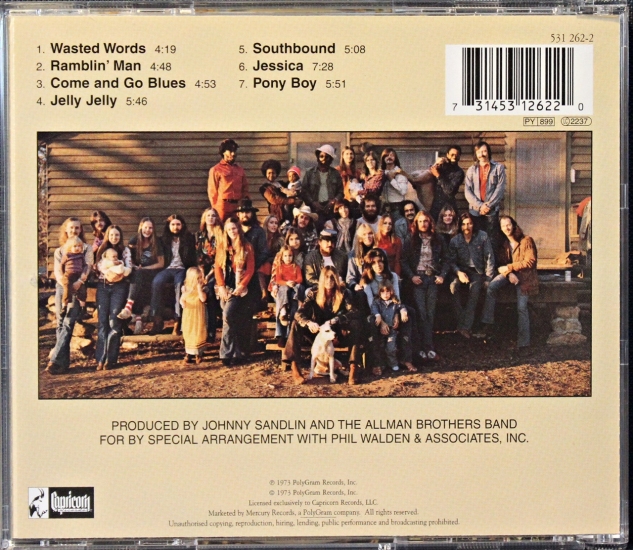 531 262-2
1. Wasted Words 4:19
2. Ramblin' Man 4:48
3. Come and Go Blues 4:53
4. Jelly Jelly 5:46
5. Southbound 5:08
6. Jessica 7:28
7. Pony Boy 5:51
7 31453 12622 0
PY 899 2237
PRODUCED BY JOHNNY SANDLIN AND THE ALLMAN BROTHERS BAND
FOR BY SPECIAL ARRANGEMENT WITH PHIL WALDEN & ASSOCIATES, INC.
℗ 1973 PolyGram Records, Inc.
© 1973 PolyGram Records, Inc.
Licensed exclusively to Capricorn Records, LLC.
Marketed by Mercury Records, a PolyGram company. All rights reserved.
Unauthorised copying, reproduction, hiring, lending, public performance and broadcasting prohibited.
Capricorn